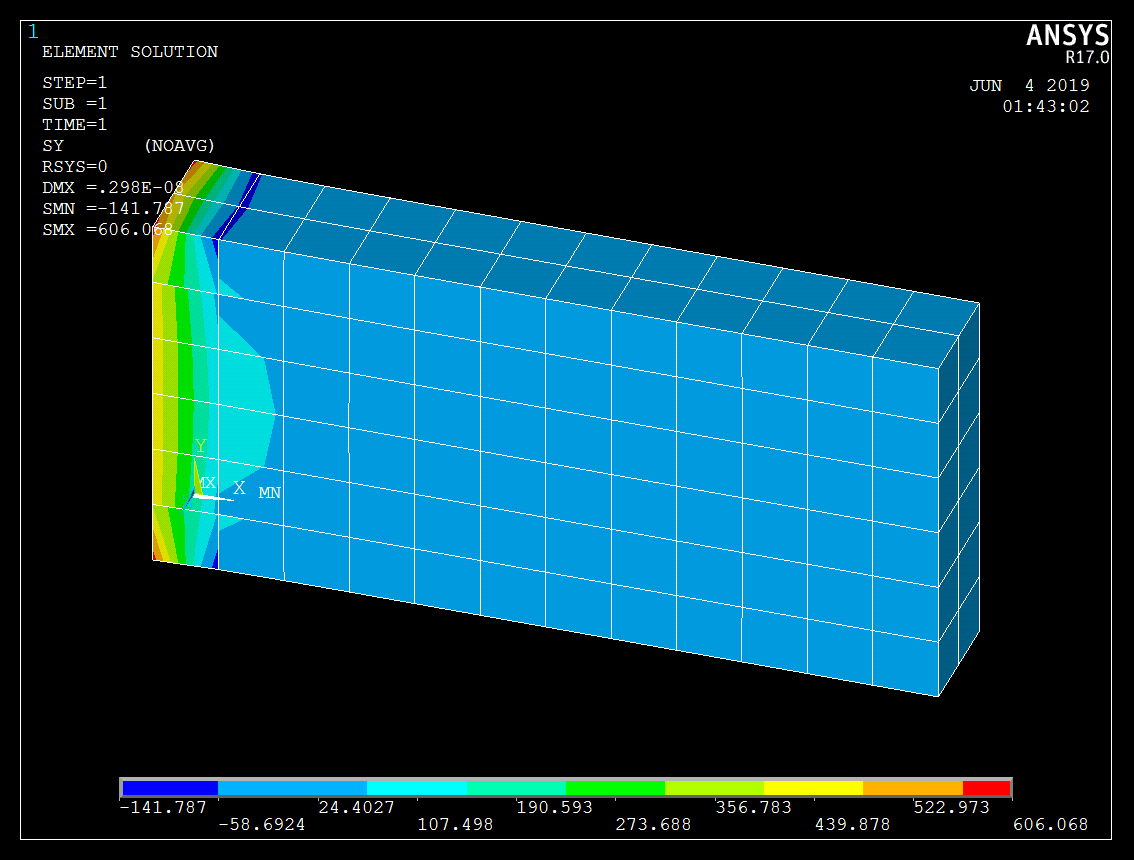 1
ELEMENT SOLUTION
ANSYS
R17.0
STEP=1
SUB =1
TIME=1
SY (NOAVG)
RSYS=0
DMX =.298E-08
SMN =-141.787
SMX =606.068
JUN 4 2019
01:43:02
Y
MX X MN
-141.787 24.4027 190.593 356.783 522.973
-58.6924 107.498 273.688 439.878 606.068